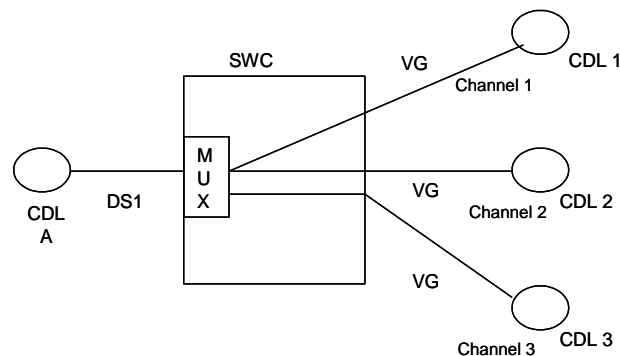 SWC
VG
CDL 1
Channel 1
M
U
X
CDL
A
DS1
VG
Channel 2
CDL 2
VG
CDL 3
Channel 3